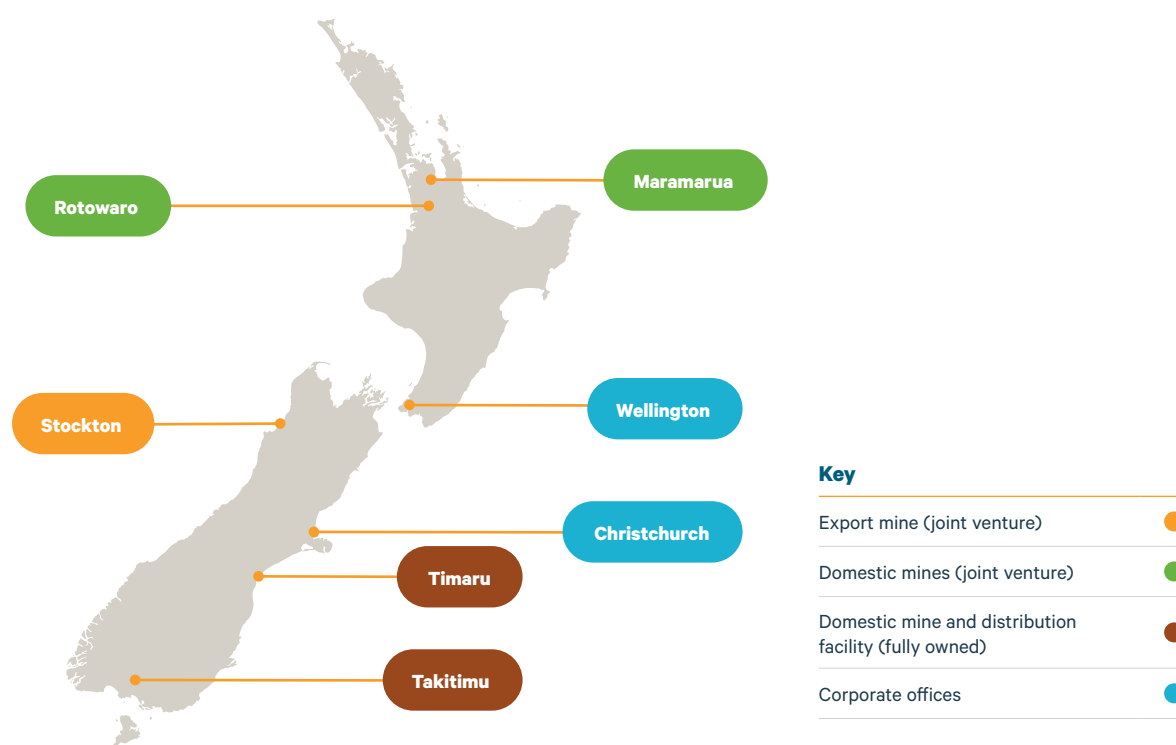 Maramarua
Rotowaro
Wellington
Stockton
Christchurch
Timaru
Takitimu
Key
Export mine (joint venture)
Domestic mines (joint venture)
Domestic mine and distribution
facility (fully owned)
Corporate offices